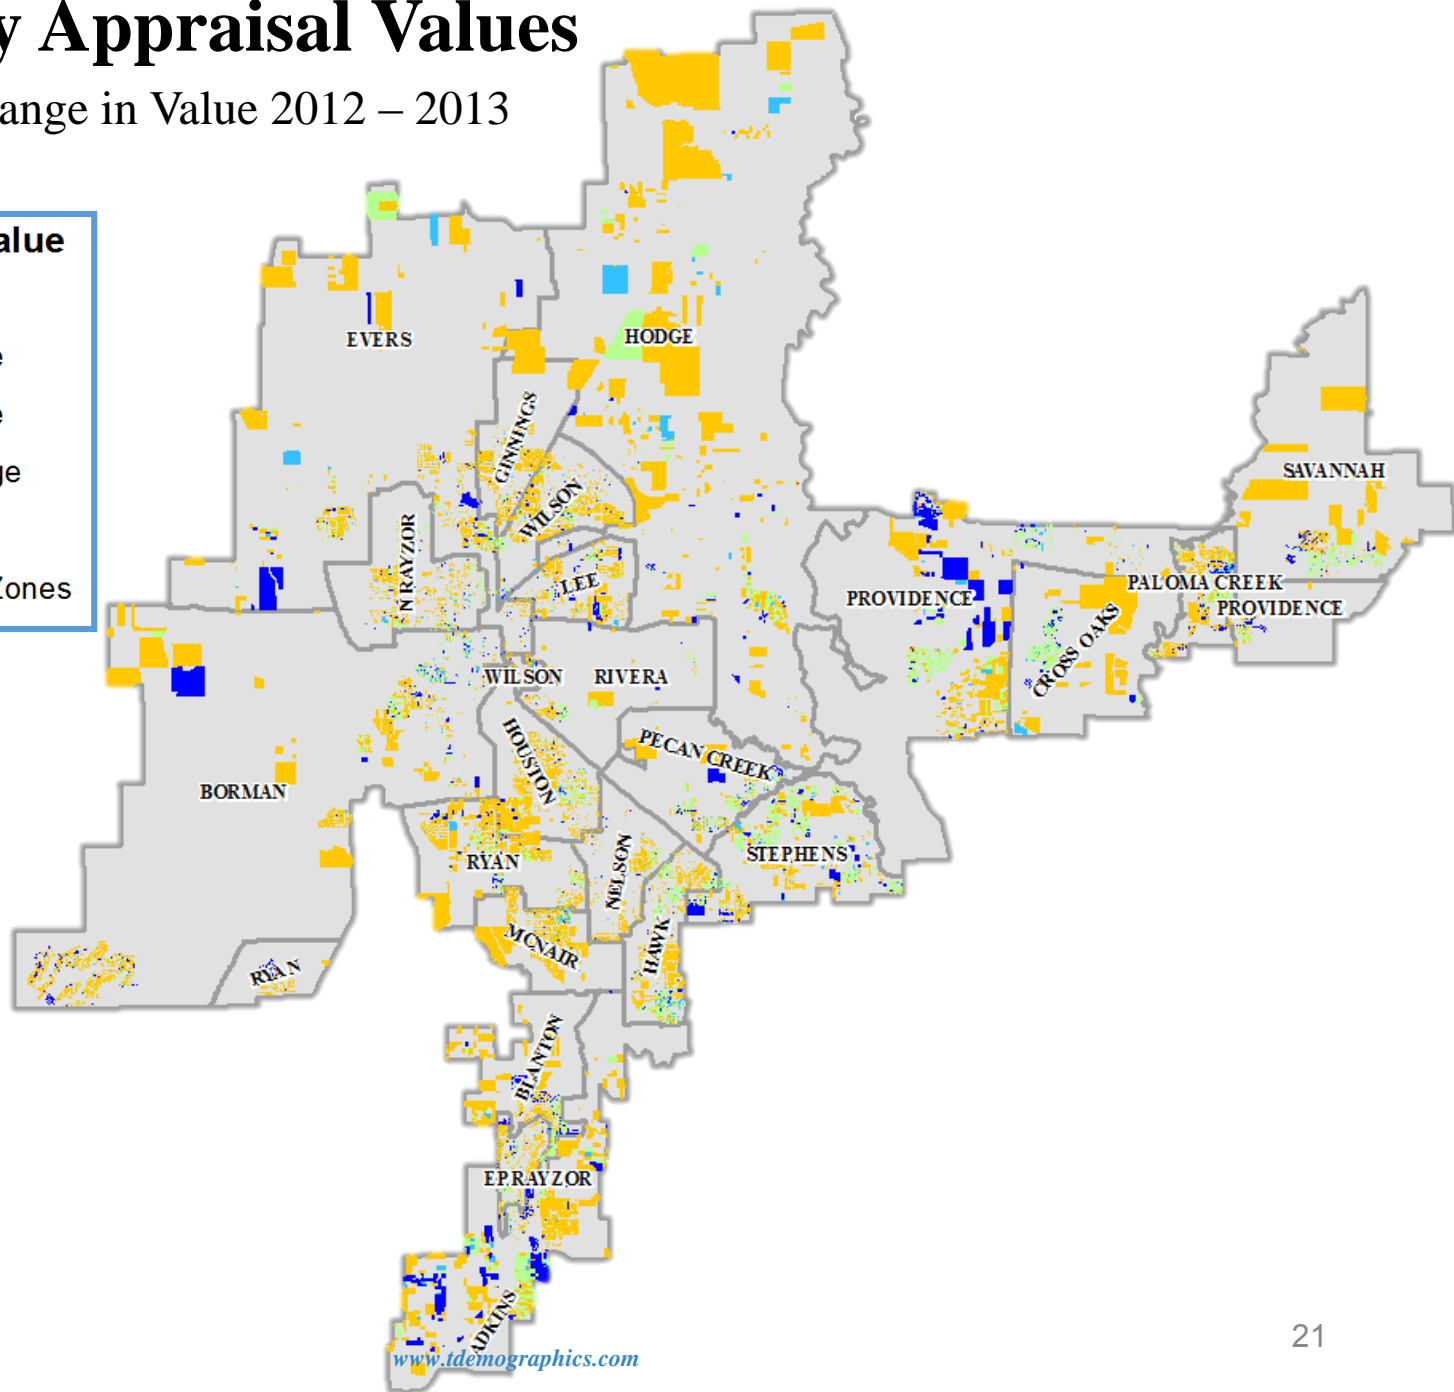 y Appraisal Values
ange in Value 2012 – 2013
alue
e
e
ge
Zones
EVERS
HODGE
GINNINGS
WILSON
SAVANNAH
N RAYZOR
LEE
PALOMA CREEK
PROVIDENCE
PROVIDENCE
CROSS OAKS
WILSON
RIVERA
HOUSTON
PECAN CREEK
BORMAN
RYAN
NELSON
STEPHENS
MCNAIR
HAWK
RYAN
BLANTON
EP RAYZOR
ADKINS
www.tdemographics.com
21